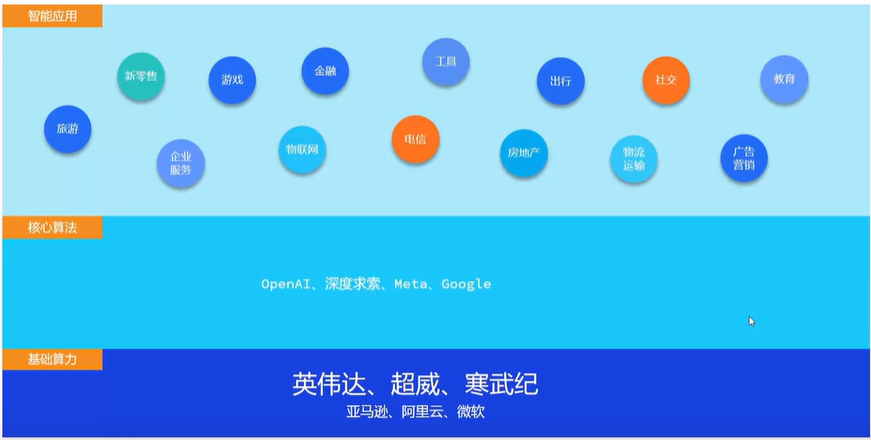 智能应用
新零售
游戏
金融
工具
出行
社交
教育
旅游
企业
服务
物联网
电信
房地产
物流
运输
广告
营销
核心算法
OpenAI、深度求索、Meta、Google
基础算力
英伟达、超威、寒武纪
亚马逊、阿里云、微软